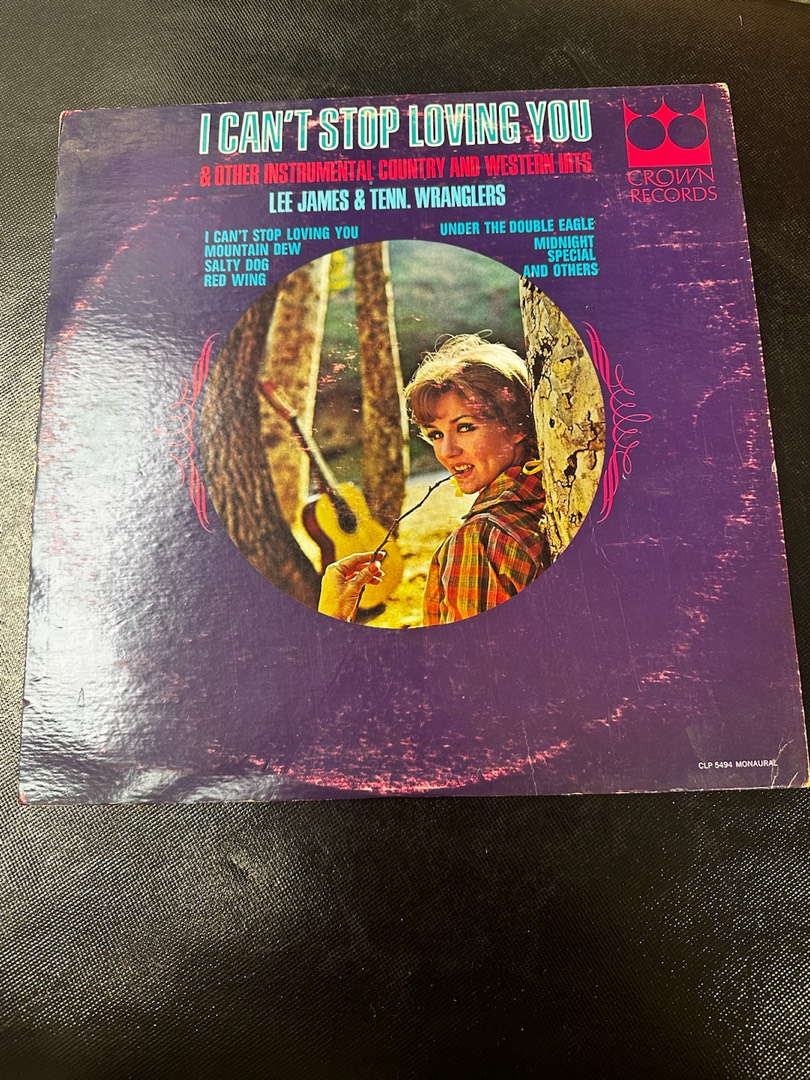 I CAN'T STOP LOVING YOU
& OTHER INSTRUMENTAL COUNTRY AND WESTERN HITS
LEE JAMES & TENN. WRANGLERS
CROWN
RECORDS
I CAN'T STOP LOVING YOU
MOUNTAIN DEW
SALTY DOG
RED WING
UNDER THE DOUBLE EAGLE
MIDNIGHT
SPECIAL
AND OTHERS
CLP 5494 MONAURAL